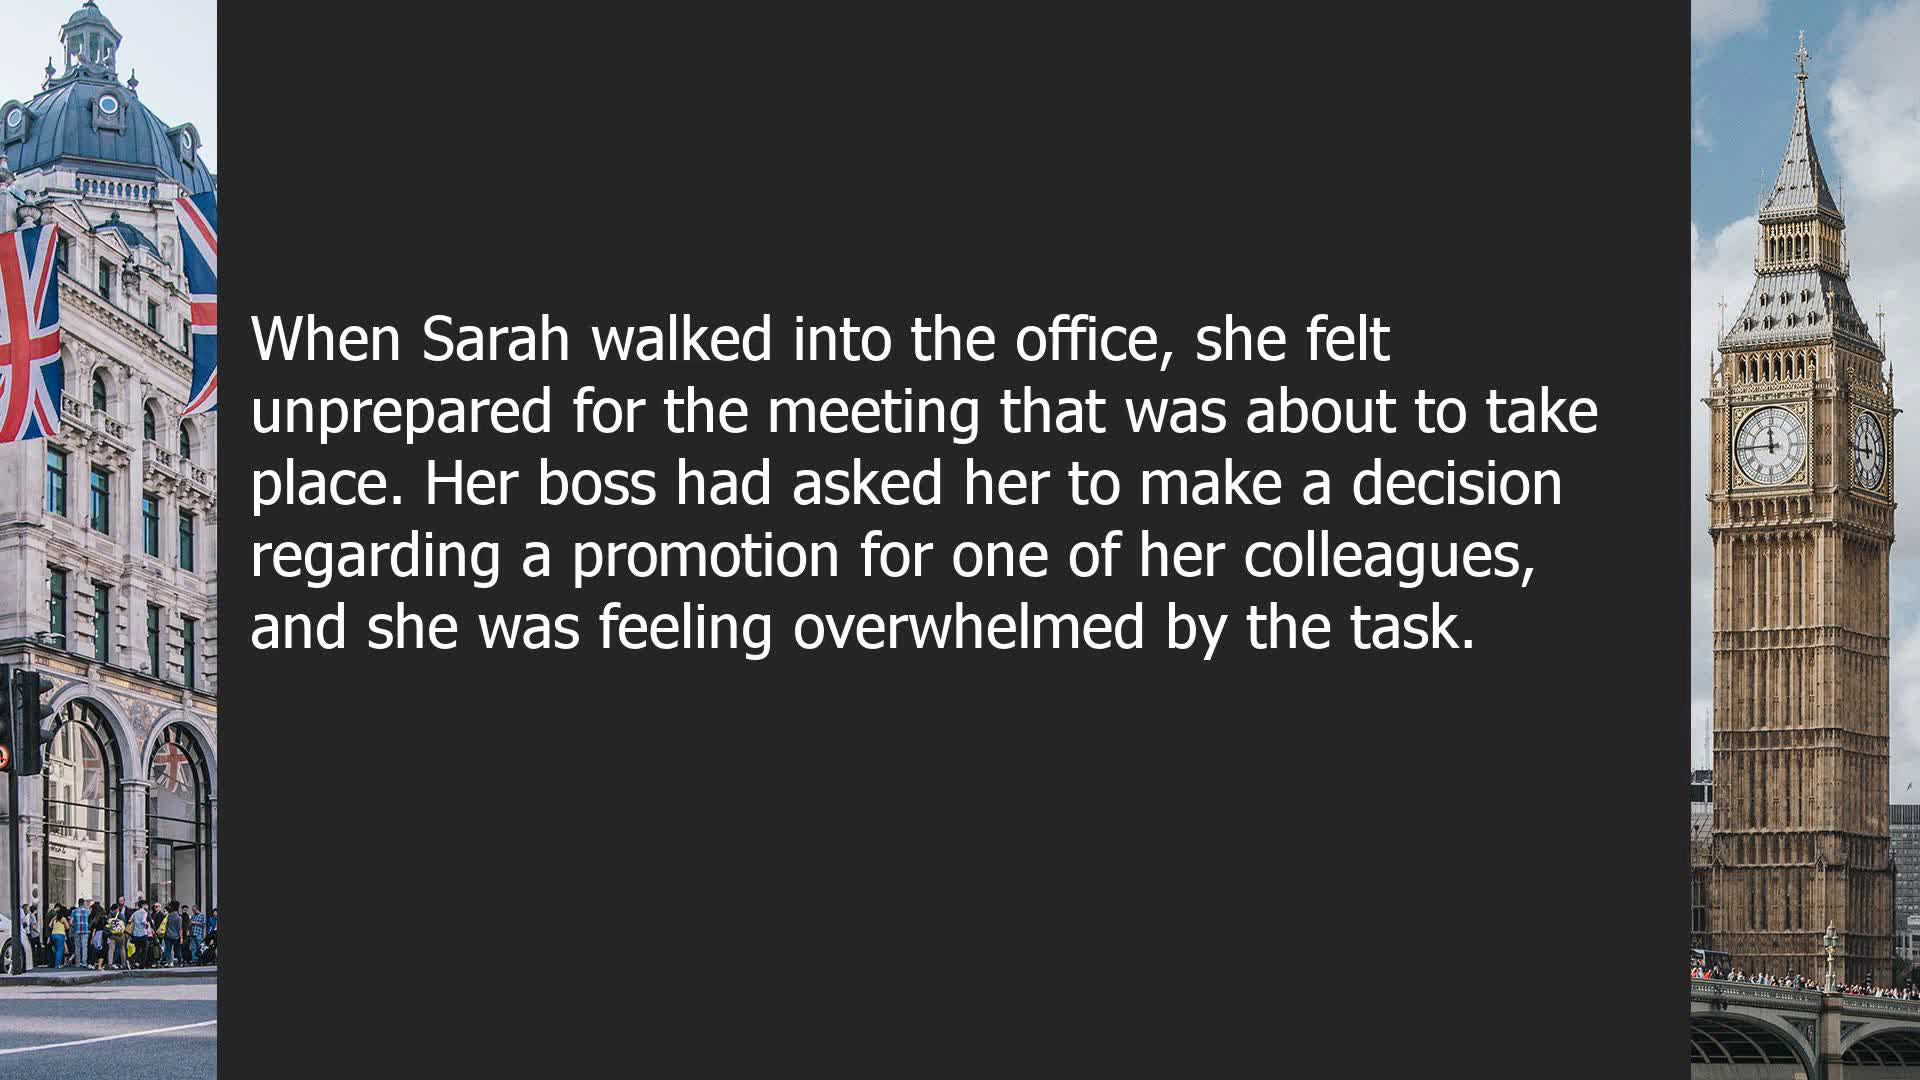 When Sarah walked into the office, she felt
unprepared for the meeting that was about to take
place. Her boss had asked her to make a decision
regarding a promotion for one of her colleagues,
and she was feeling overwhelmed by the task.